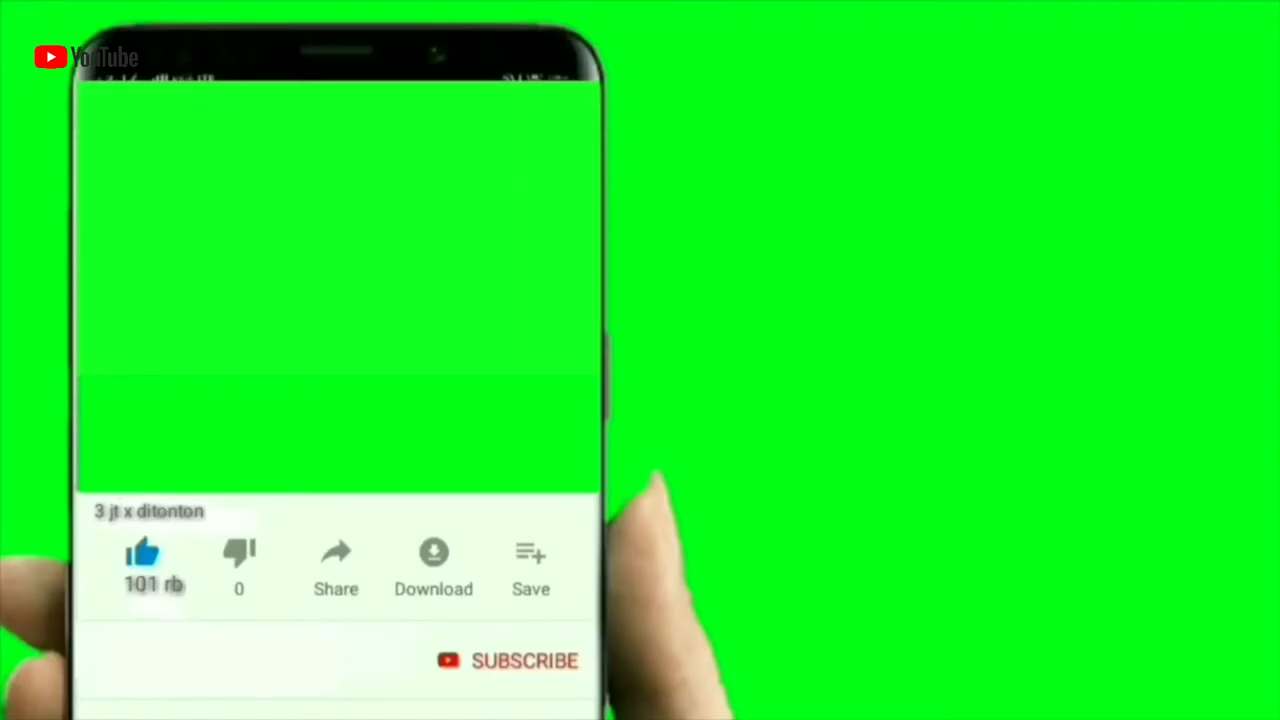 YouTube
3 jt x ditonton
101 rb
0
Share
Download
Save
SUBSCRIBE